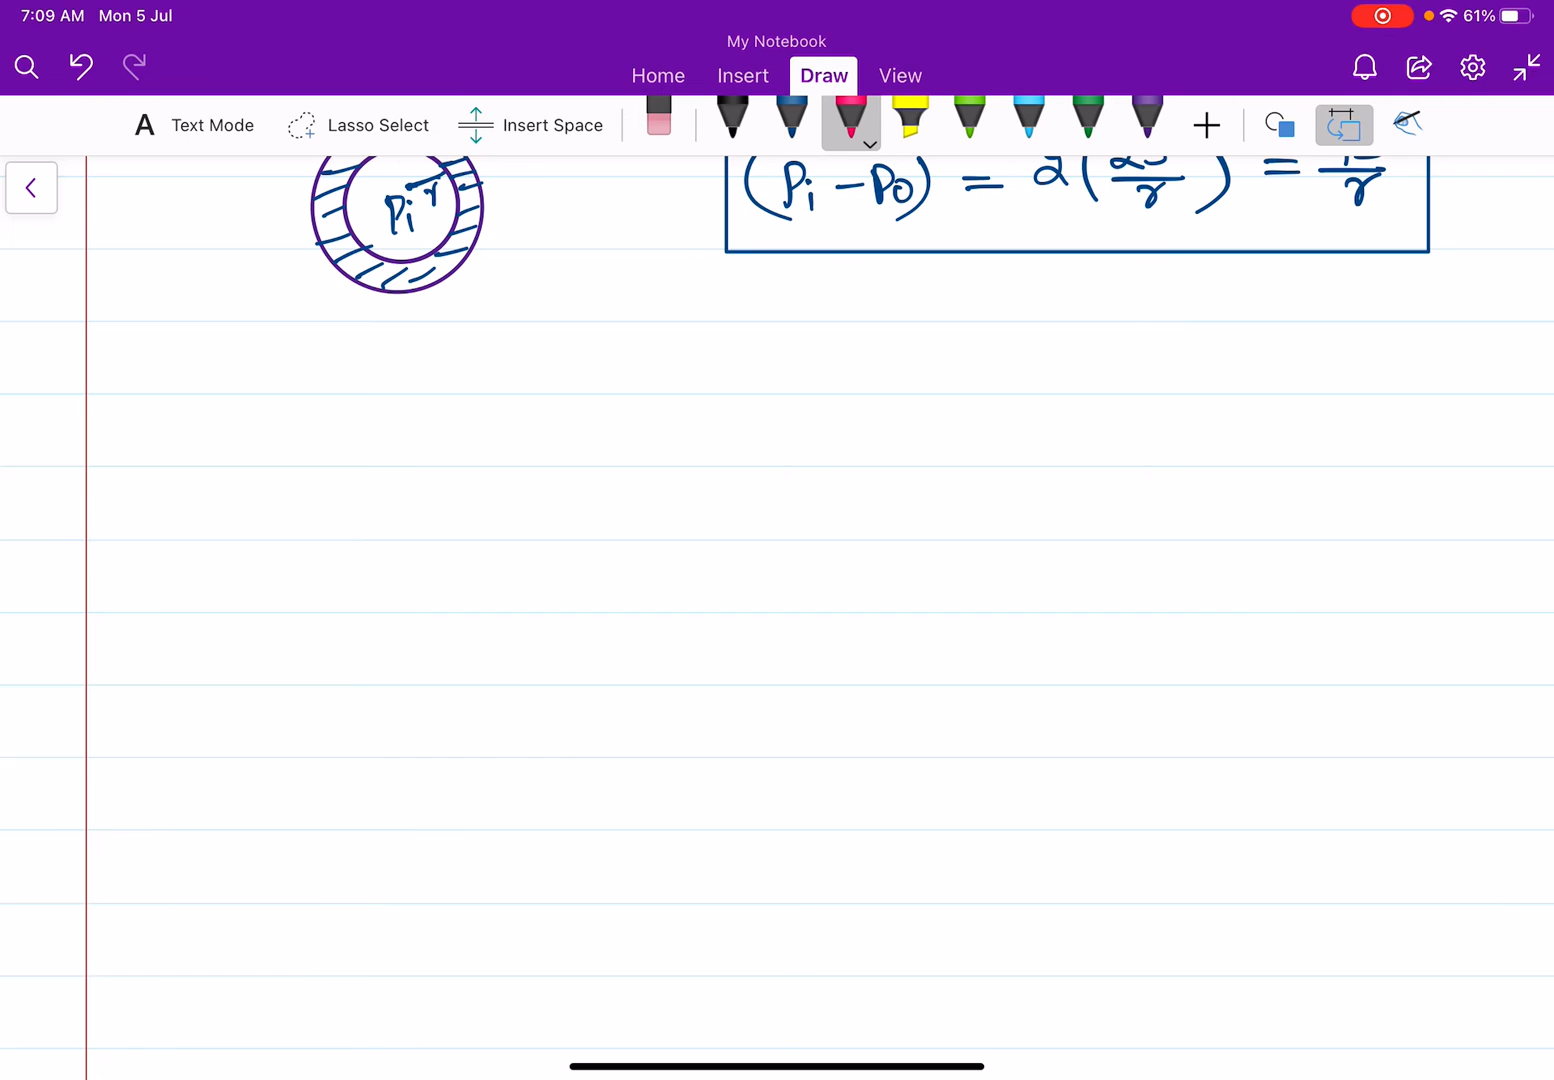 7:09 AM Mon 5 Jul
61%
My Notebook
Home Insert Draw View
A Text Mode Lasso Select Insert Space
Pi r
(Pi - P0) = 2( / r ) = / r